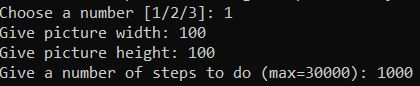 Choose a number [1/2/3]: 1
Give picture width: 100
Give picture height: 100
Give a number of steps to do (max=30000): 1000